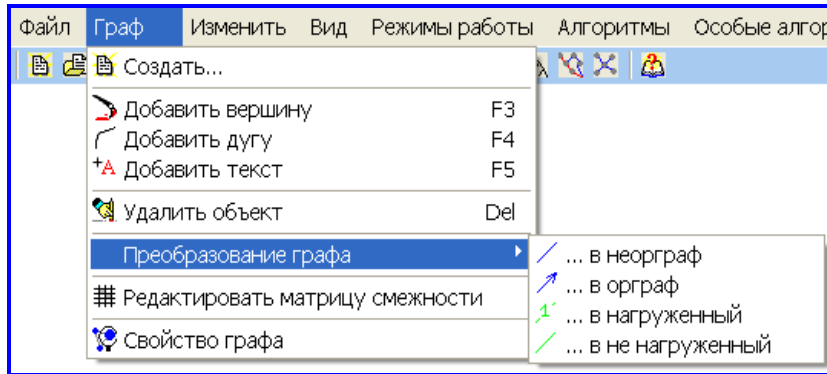 Файл Граф Изменить Вид Режимы работы Алгоритмы Особые алгор
Создать...
Добавить вершину F3
Добавить дугу F4
Добавить текст F5
Удалить объект Del
Преобразование графа
... в неорграф
... в орграф
... в нагруженный
... в не нагруженный
Редактировать матрицу смежности
Свойство графа